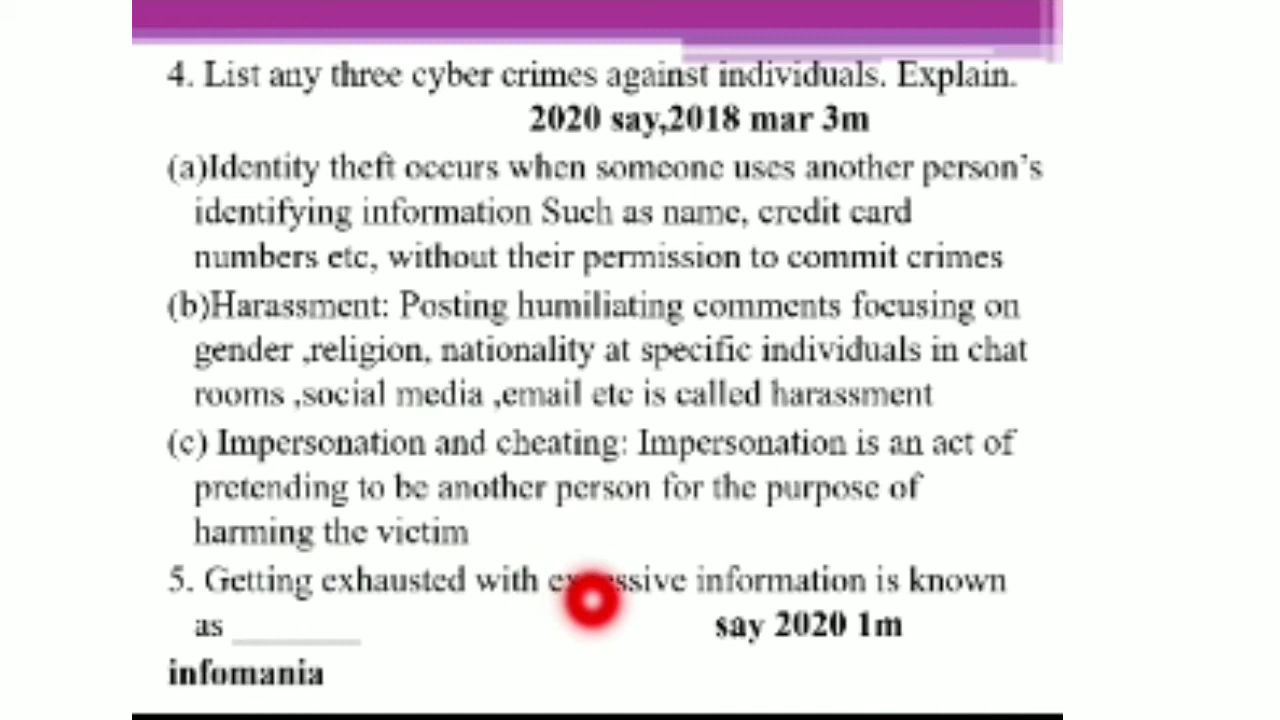 4. List any three cyber crimes against individuals. Explain.
2020 say,2018 mar 3m
(a)Identity theft occurs when someone uses another person's
identifying information Such as name, credit card
numbers etc, without their permission to commit crimes
(b)Harassment: Posting humiliating comments focusing on
gender ,religion, nationality at specific individuals in chat
rooms ,social media ,email etc is called harassment
(c) Impersonation and cheating: Impersonation is an act of
pretending to be another person for the purpose of
harming the victim
5. Getting exhausted with excessive information is known
as ________ say 2020 1m
infomania